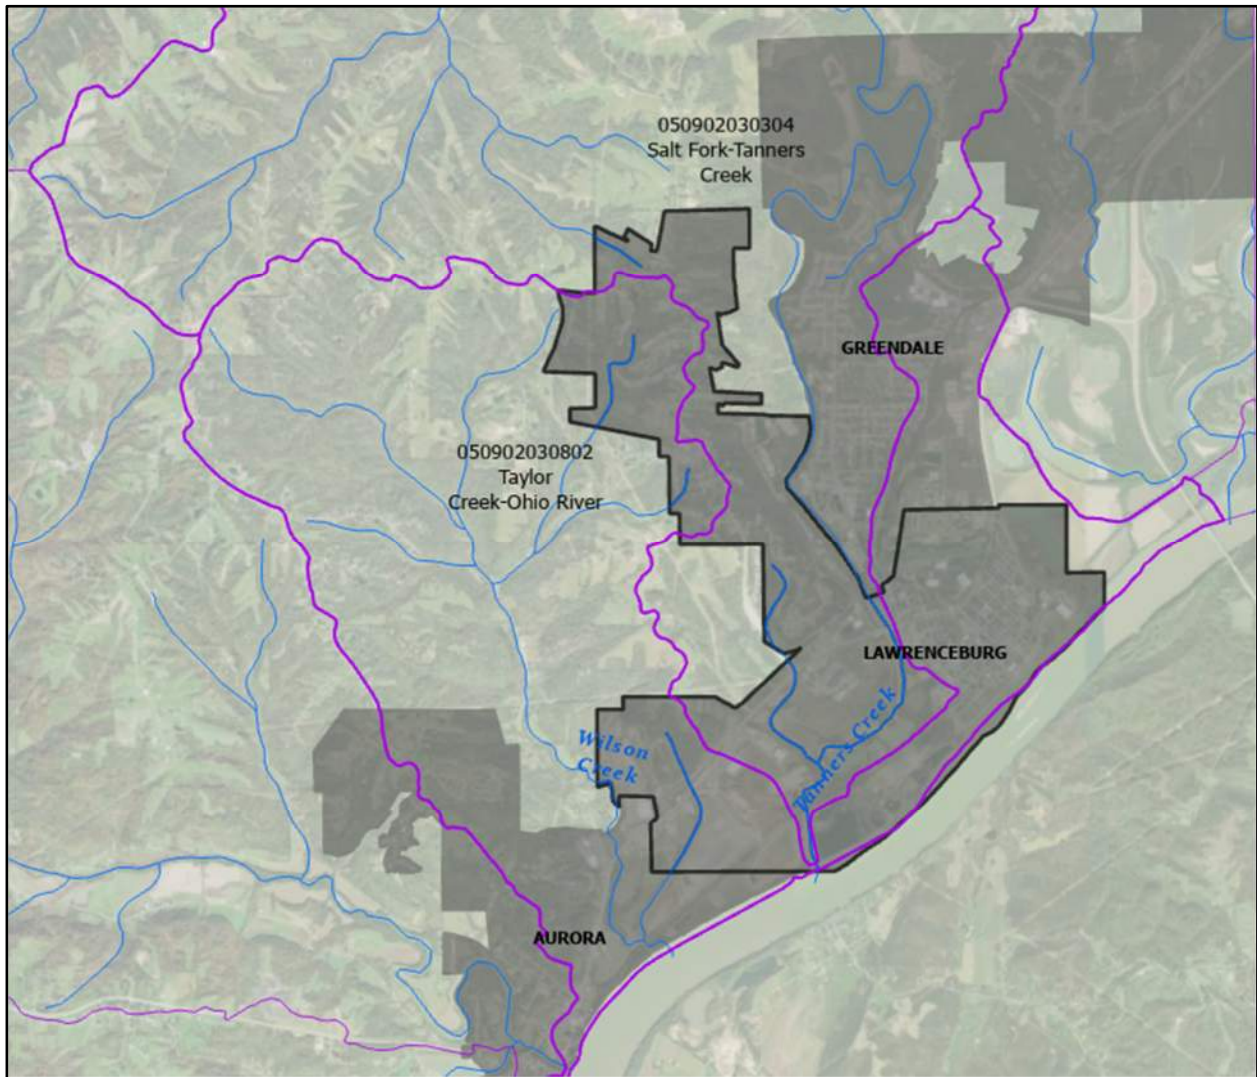 050902030304
Salt Fork-Tanners
Creek
GREENDALE
050902030802
Taylor
Creek-Ohio River
LAWRENCEBURG
Tanners Creek
Wilson
Creek
AURORA